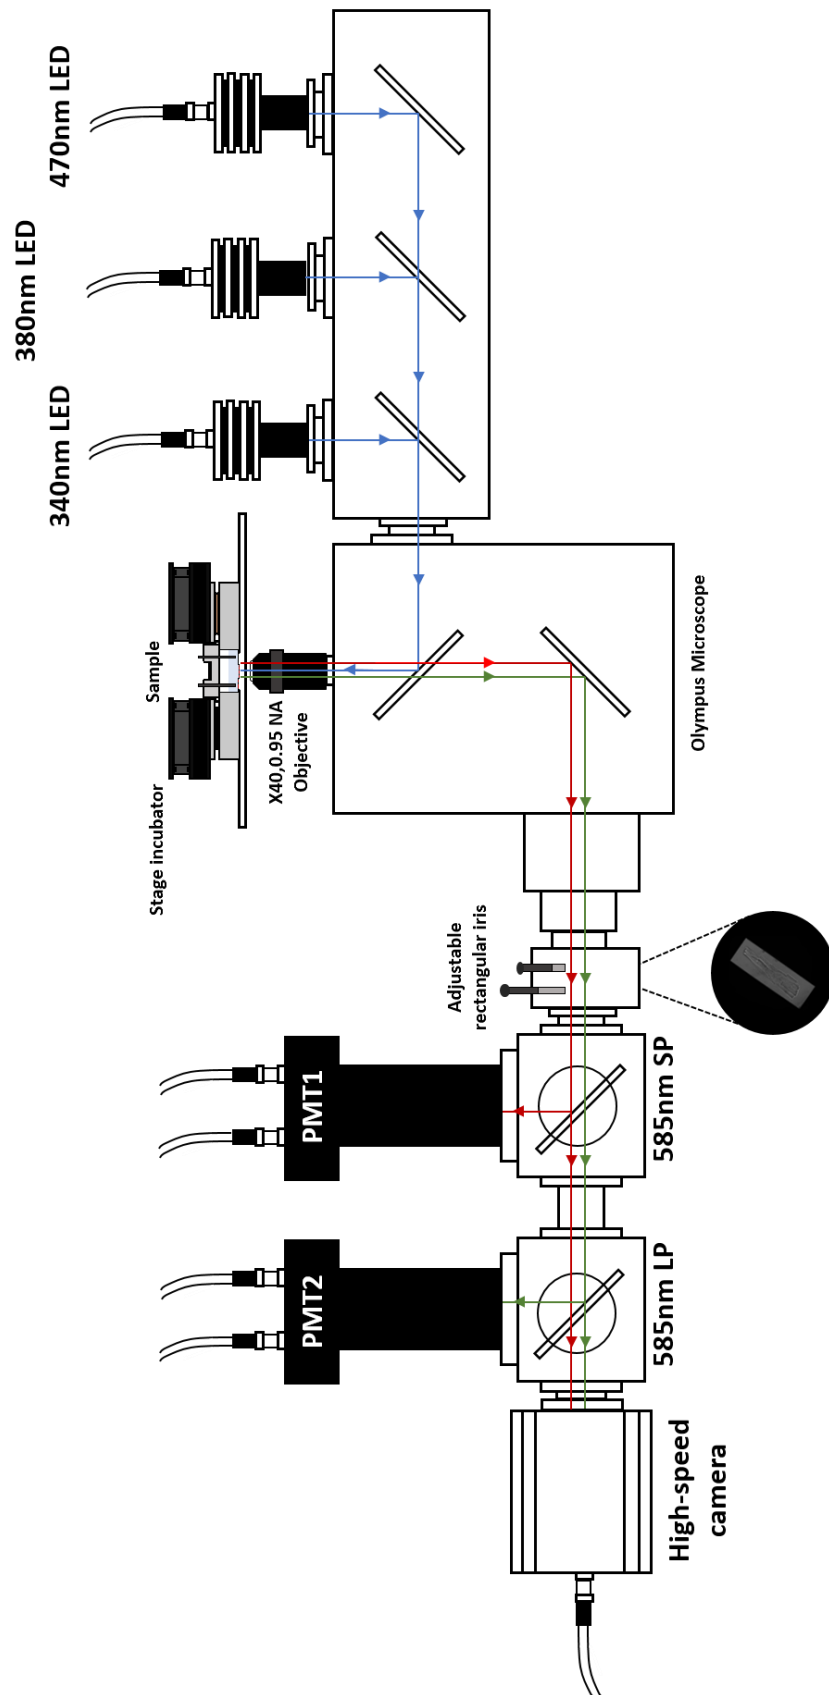 470nm LED
380nm LED
340nm LED
Sample
Stage incubator
X40,0.95 NA
Objective
Olympus Microscope
Adjustable
rectangular iris
PMT1
585nm SP
PMT2
585nm LP
High-speed
camera